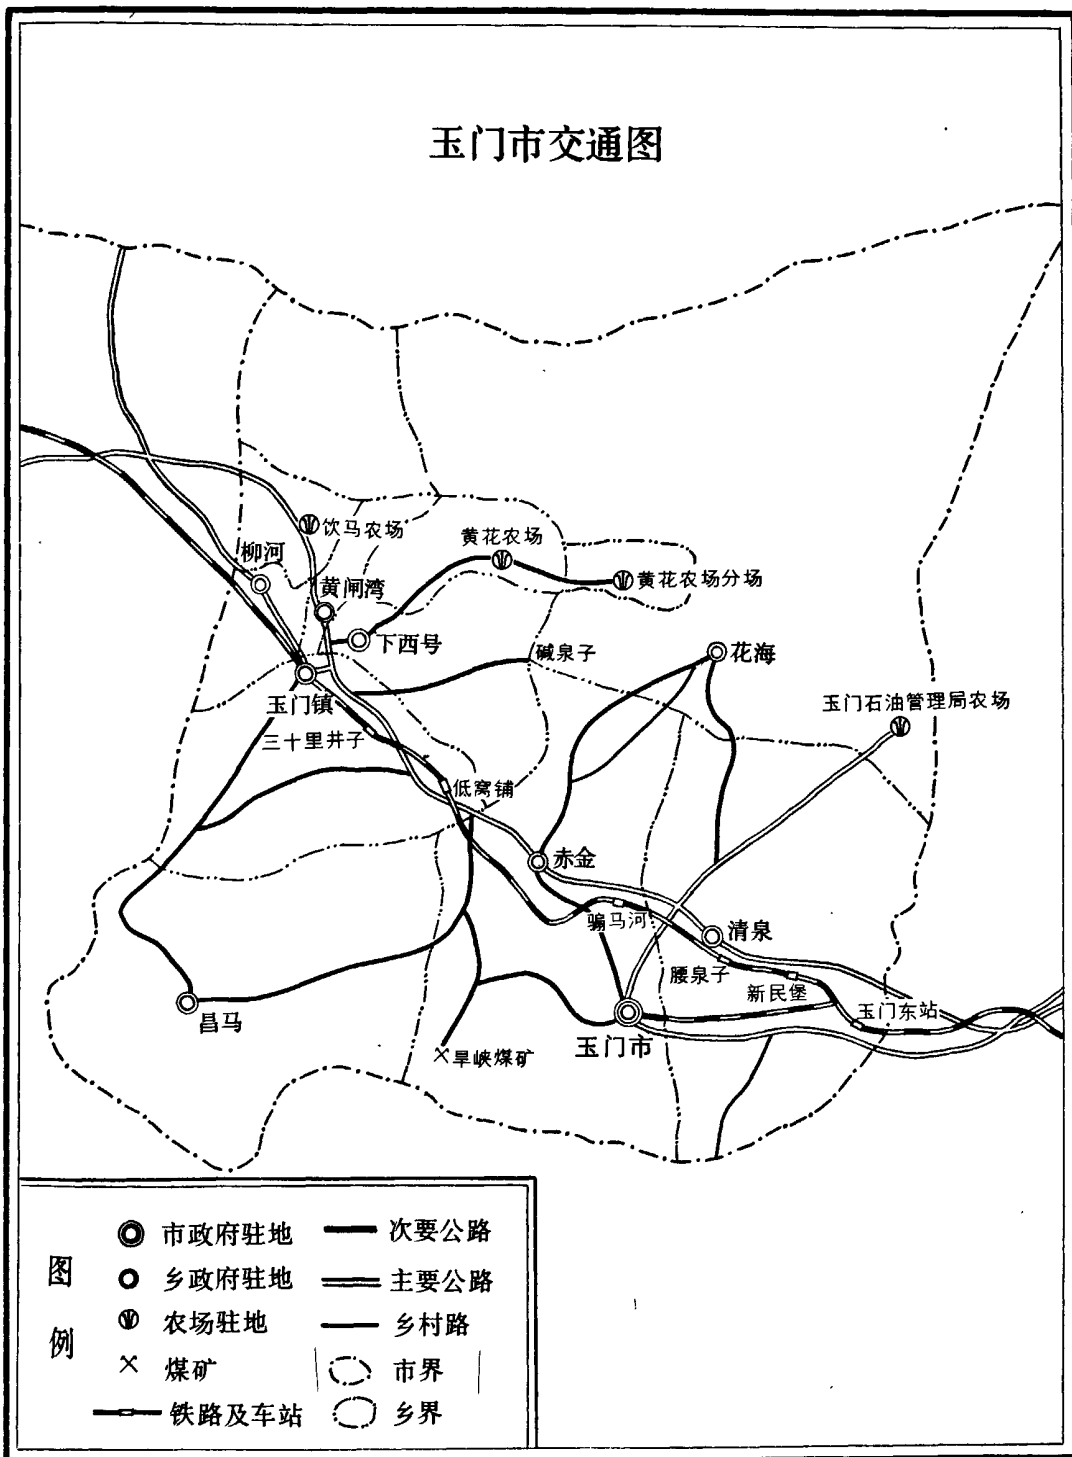 玉门市交通图
饮马农场
柳河
黄花农场
黄闸湾
黄花农场分场
下西号
碱泉子
花海
玉门镇
玉门石油管理局农场
三十里井子
低窝铺
赤金
骟马河
清泉
腰泉子
新民堡
玉门东站
昌马
玉门市
旱峡煤矿
图例
市政府驻地
次要公路
乡政府驻地
主要公路
农场驻地
乡村路
煤矿
市界
铁路及车站
乡界